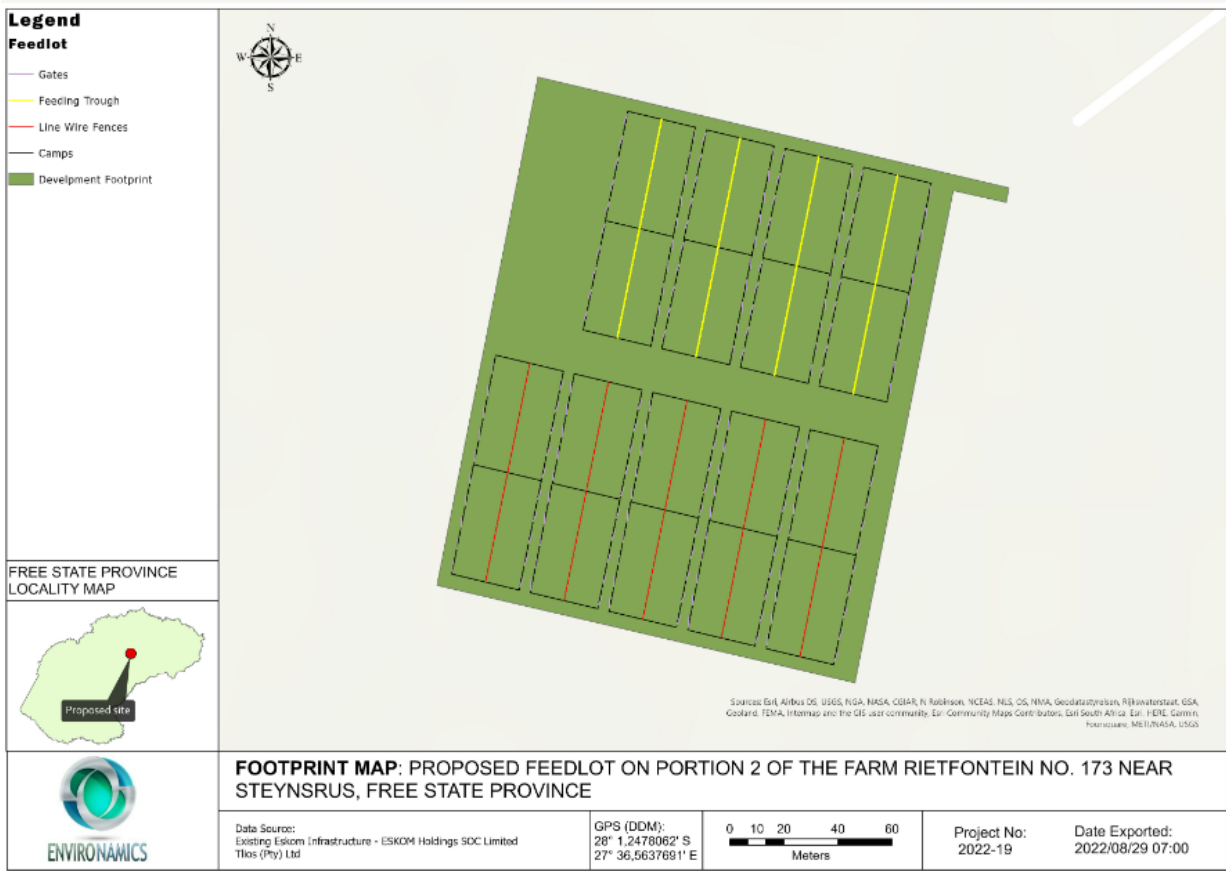 Legend
Feedlot
Gates
Feeding Trough
Line Wire Fences
Camps
Develpment Footprint
N
W
E
S
FREE STATE PROVINCE
LOCALITY MAP
Proposed site
Sources: Esri, Airbus DS, USGS, NGA, NASA, CGIAR, N Robinson, NCEAS, NLS, OS, NMA, Geodatastyrelsen, Rijkswaterstaat, GSA,
Geoland, FEMA, Intermap and the GIS user community, Esri Community Maps Contributors, Esri South Africa, Esri, HERE, Garmin,
Foursquare, METI/NASA, USGS
ENVIRONAMICS
FOOTPRINT MAP: PROPOSED FEEDLOT ON PORTION 2 OF THE FARM RIETFONTEIN NO. 173 NEAR
STEYNSRUS, FREE STATE PROVINCE
Data Source:
Existing Eskom Infrastructure - ESKOM Holdings SOC Limited
Tlios (Pty) Ltd
GPS (DDM):
28° 1,2478062' S
27° 36,5637691' E
0 10 20 40 60
Meters
Project No:
2022-19
Date Exported:
2022/08/29 07:00